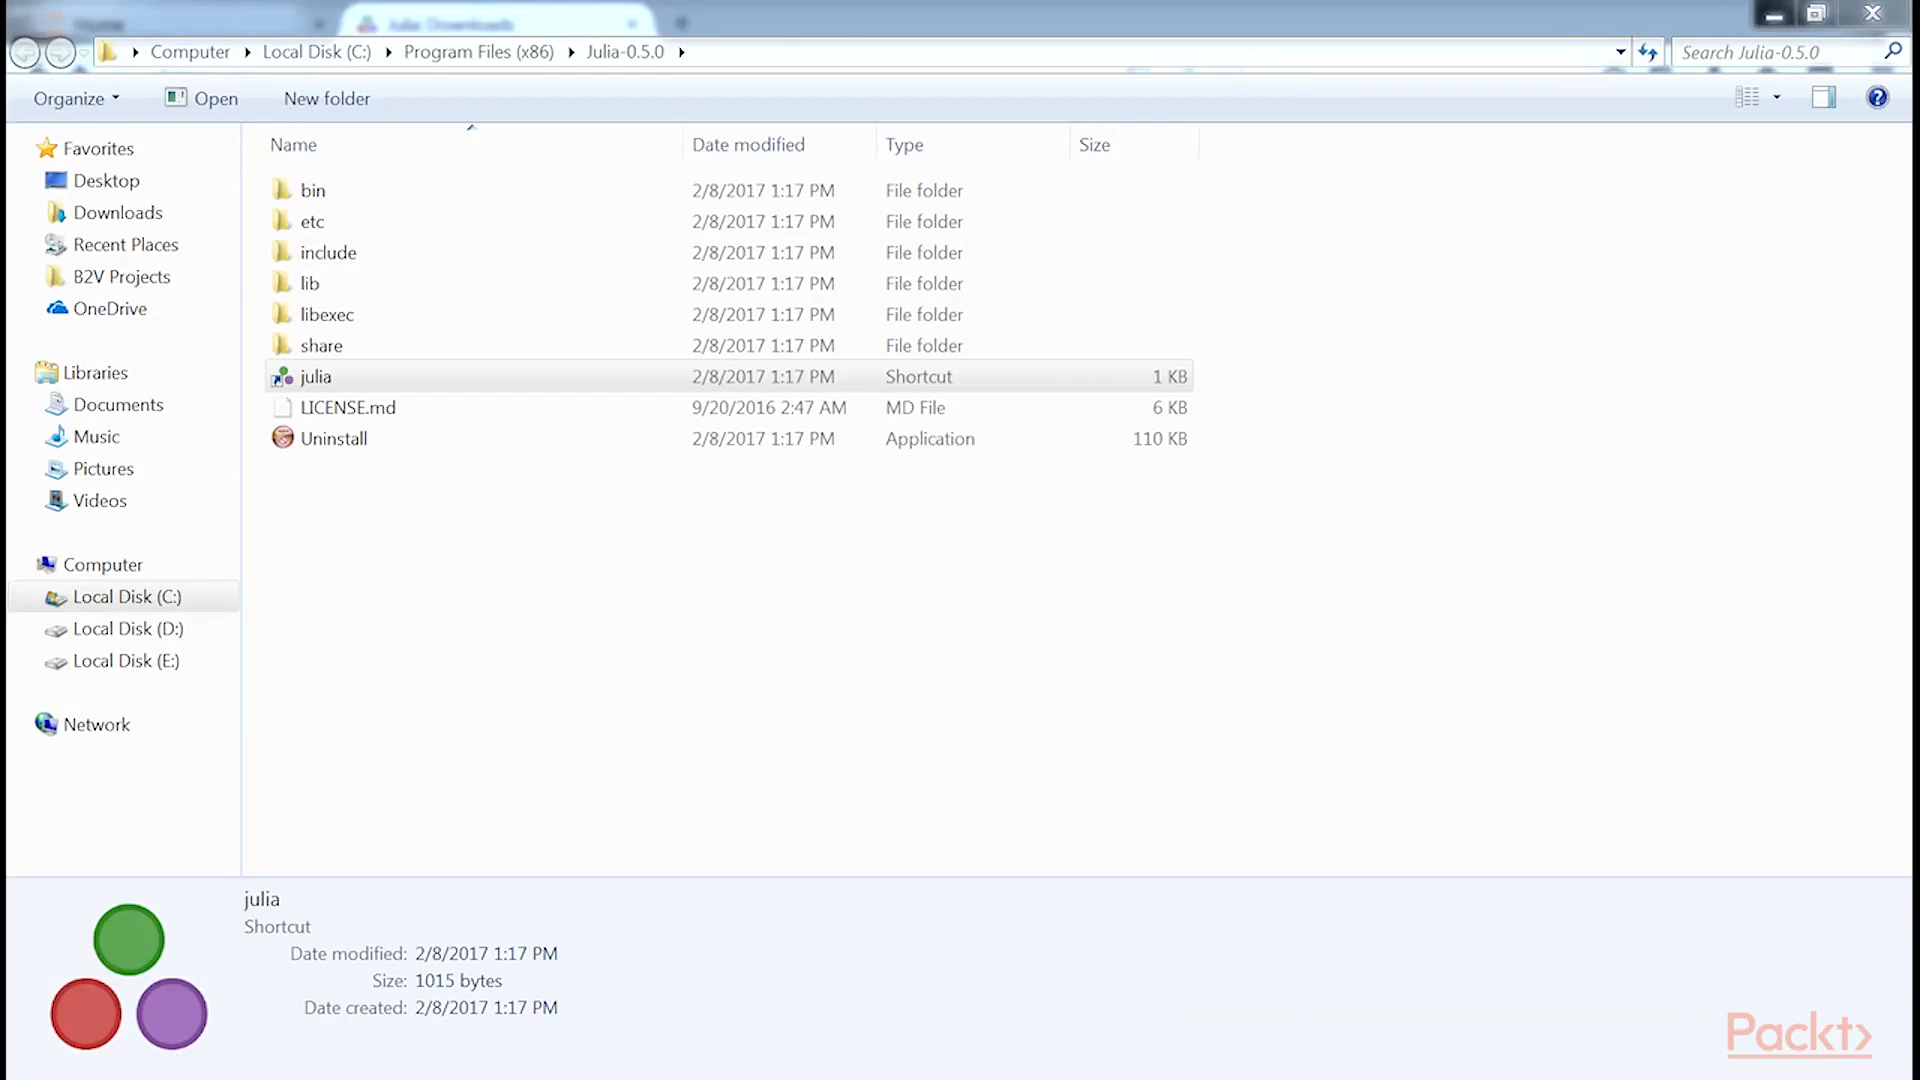 Julia: Downloads
Computer Local Disk (C:) Program Files (x86) Julia-0.5.0
Search Julia-0.5.0
Organize Open New folder
Name Date modified Type Size
Favorites
Desktop
Downloads
Recent Places
B2V Projects
OneDrive
Libraries
Documents
Music
Pictures
Videos
Computer
Local Disk (C:)
Local Disk (D:)
Local Disk (E:)
Network
bin 2/8/2017 1:17 PM File folder
etc 2/8/2017 1:17 PM File folder
include 2/8/2017 1:17 PM File folder
lib 2/8/2017 1:17 PM File folder
libexec 2/8/2017 1:17 PM File folder
share 2/8/2017 1:17 PM File folder
julia 2/8/2017 1:17 PM Shortcut 1 KB
LICENSE.md 9/20/2016 2:47 AM MD File 6 KB
Uninstall 2/8/2017 1:17 PM Application 110 KB
julia
Shortcut
Date modified: 2/8/2017 1:17 PM
Size: 1015 bytes
Date created: 2/8/2017 1:17 PM
Packt>